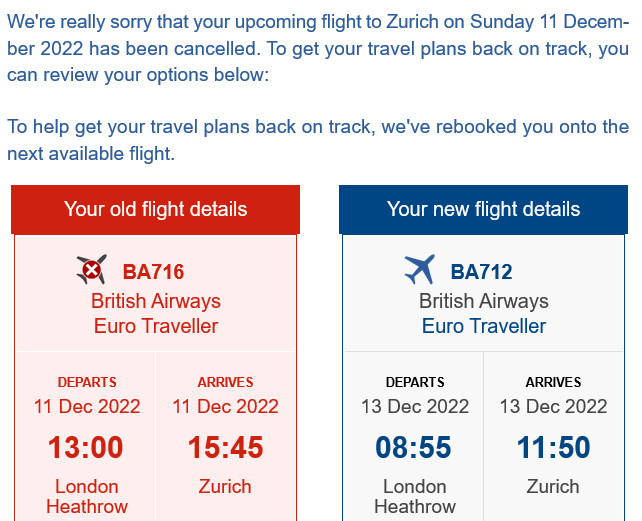 We're really sorry that your upcoming flight to Zurich on Sunday 11 Decem-
ber 2022 has been cancelled. To get your travel plans back on track, you
can review your options below:
To help get your travel plans back on track, we've rebooked you onto the
next available flight.
Your old flight details
BA716
British Airways
Euro Traveller
DEPARTS
11 Dec 2022
13:00
London
Heathrow
ARRIVES
11 Dec 2022
15:45
Zurich
Your new flight details
BA712
British Airways
Euro Traveller
DEPARTS
13 Dec 2022
08:55
London
Heathrow
ARRIVES
13 Dec 2022
11:50
Zurich